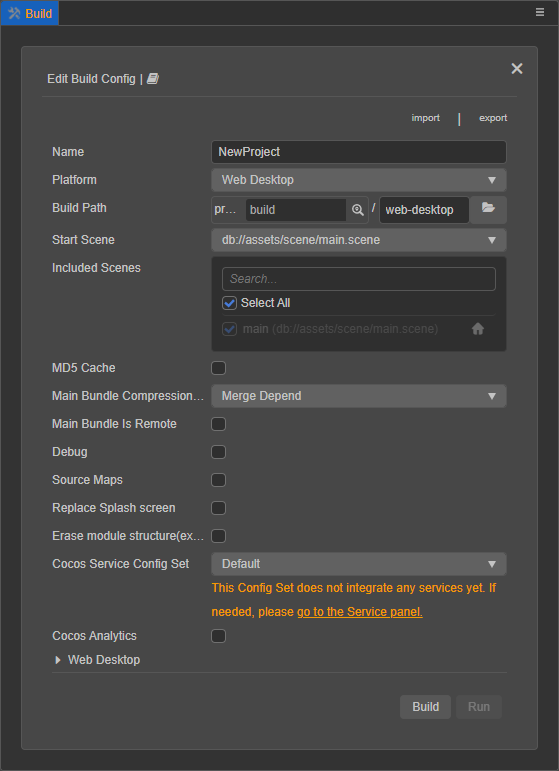 Build
Edit Build Config |
import | export
Name NewProject
Platform Web Desktop
Build Path pr... build / web-desktop
Start Scene db://assets/scene/main.scene
Included Scenes
Search...
Select All
main (db://assets/scene/main.scene)
MD5 Cache
Main Bundle Compression... Merge Depend
Main Bundle Is Remote
Debug
Source Maps
Replace Splash screen
Erase module structure(ex...
Cocos Service Config Set Default
This Config Set does not integrate any services yet. If
needed, please go to the Service panel.
Cocos Analytics
Web Desktop
Build Run